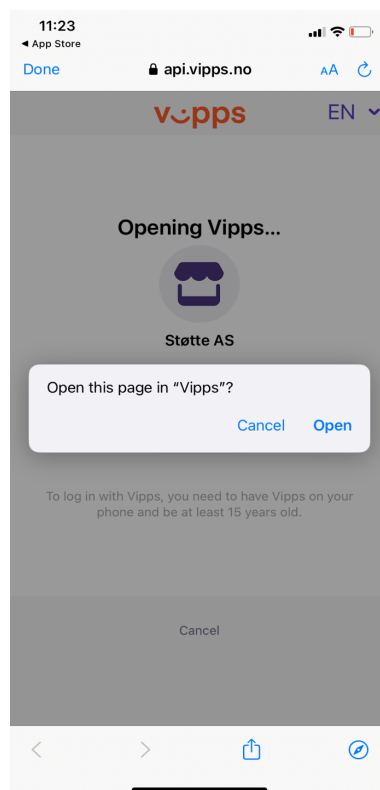 11:23
App Store
Done
api.vipps.no
AA
vipps
EN
Opening Vipps...
Støtte AS
Open this page in “Vipps”?
Cancel
Open
To log in with Vipps, you need to have Vipps on your
phone and be at least 15 years old.
Cancel